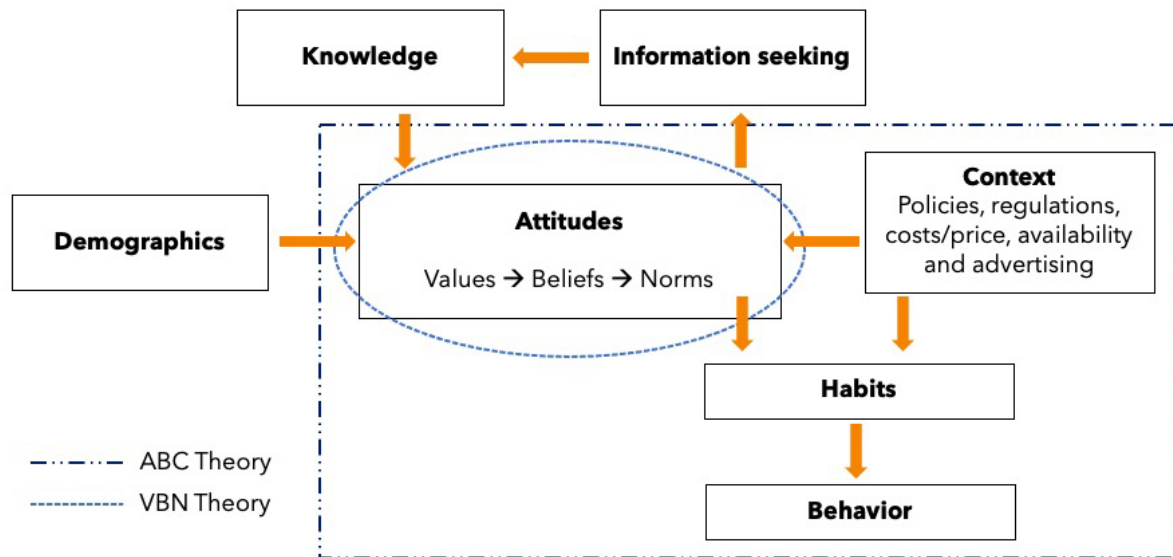 Knowledge
Information seeking
Demographics
Attitudes
Values → Beliefs → Norms
Context
Policies, regulations,
costs/price, availability
and advertising
Habits
Behavior
ABC Theory
VBN Theory